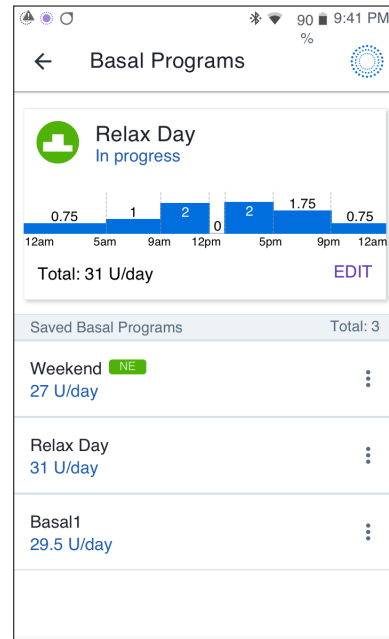 90 % 9:41 PM
Basal Programs
Relax Day
In progress
0.75 1 2 0 2 1.75 0.75
12am 5am 9am 12pm 5pm 9pm 12am
Total: 31 U/day EDIT
Saved Basal Programs Total: 3
Weekend NE
27 U/day
Relax Day
31 U/day
Basal1
29.5 U/day